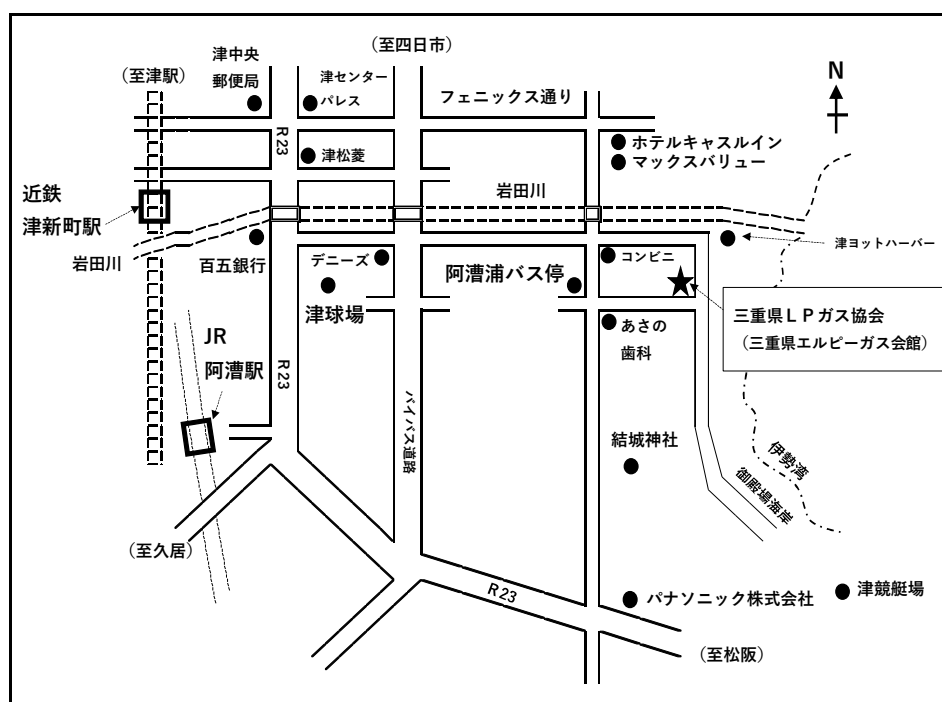 (至四日市)
津中央
郵便局
(至津駅)
津センター
パレス
フェニックス通り
N
R23
津松菱
ホテルキャスルイン
マックスバリュー
近鉄
津新町駅
岩田川
岩田川
百五銀行
デニーズ
津球場
阿漕浦バス停
コンビニ
津ヨットハーバー
三重県LPガス協会
(三重県エルピーガス会館)
あさの
歯科
JR
阿漕駅
R23
バイパス道路
結城神社
伊勢湾
御殿場海岸
(至久居)
R23
パナソニック株式会社
津競艇場
(至松阪)